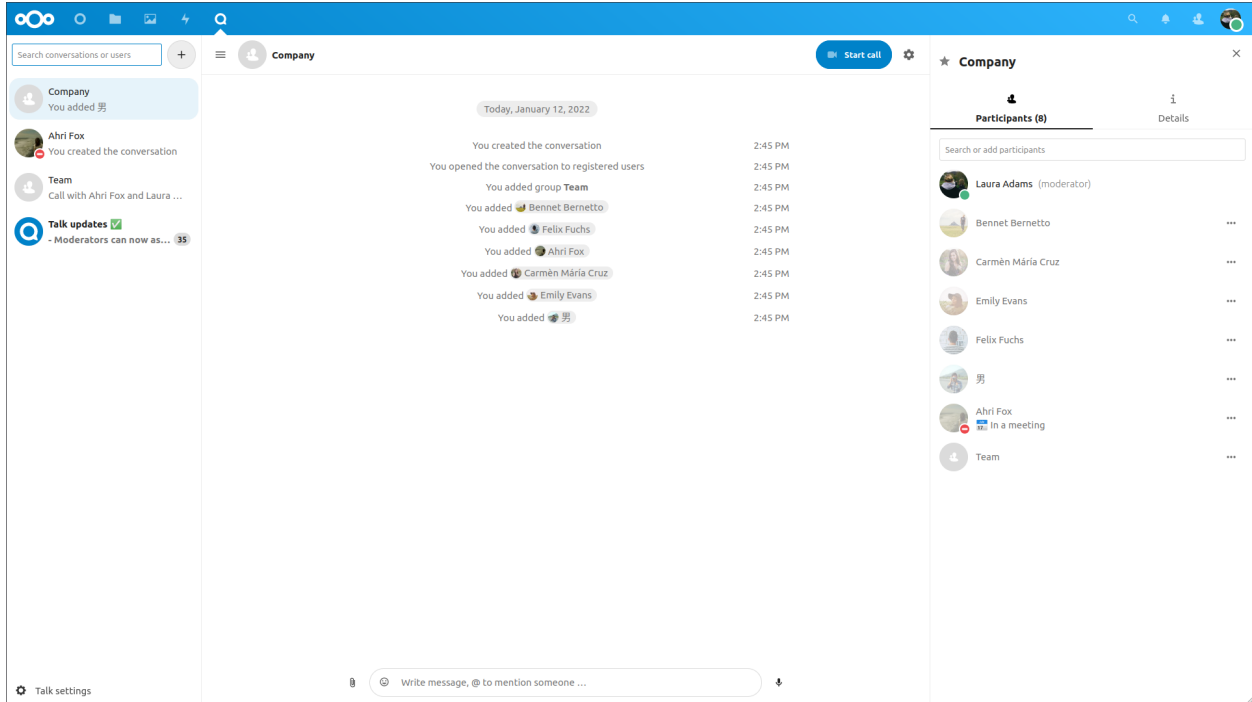 Search conversations or users
+
Company
You added 男
Ahri Fox
You created the conversation
Team
Call with Ahri Fox and Laura ...
Talk updates ✅
- Moderators can now as... 35
Talk settings
Company
Start call
Today, January 12, 2022
You created the conversation 2:45 PM
You opened the conversation to registered users 2:45 PM
You added group Team 2:45 PM
You added Bennet Bernetto 2:45 PM
You added Felix Fuchs 2:45 PM
You added Ahri Fox 2:45 PM
You added Carmèn Máría Cruz 2:45 PM
You added Emily Evans 2:45 PM
You added 男 2:45 PM
Write message, @ to mention someone ...
Company
Participants (8)
Details
Search or add participants
Laura Adams (moderator)
Bennet Bernetto
Carmèn Máría Cruz
Emily Evans
Felix Fuchs
男
Ahri Fox
📅 In a meeting
Team